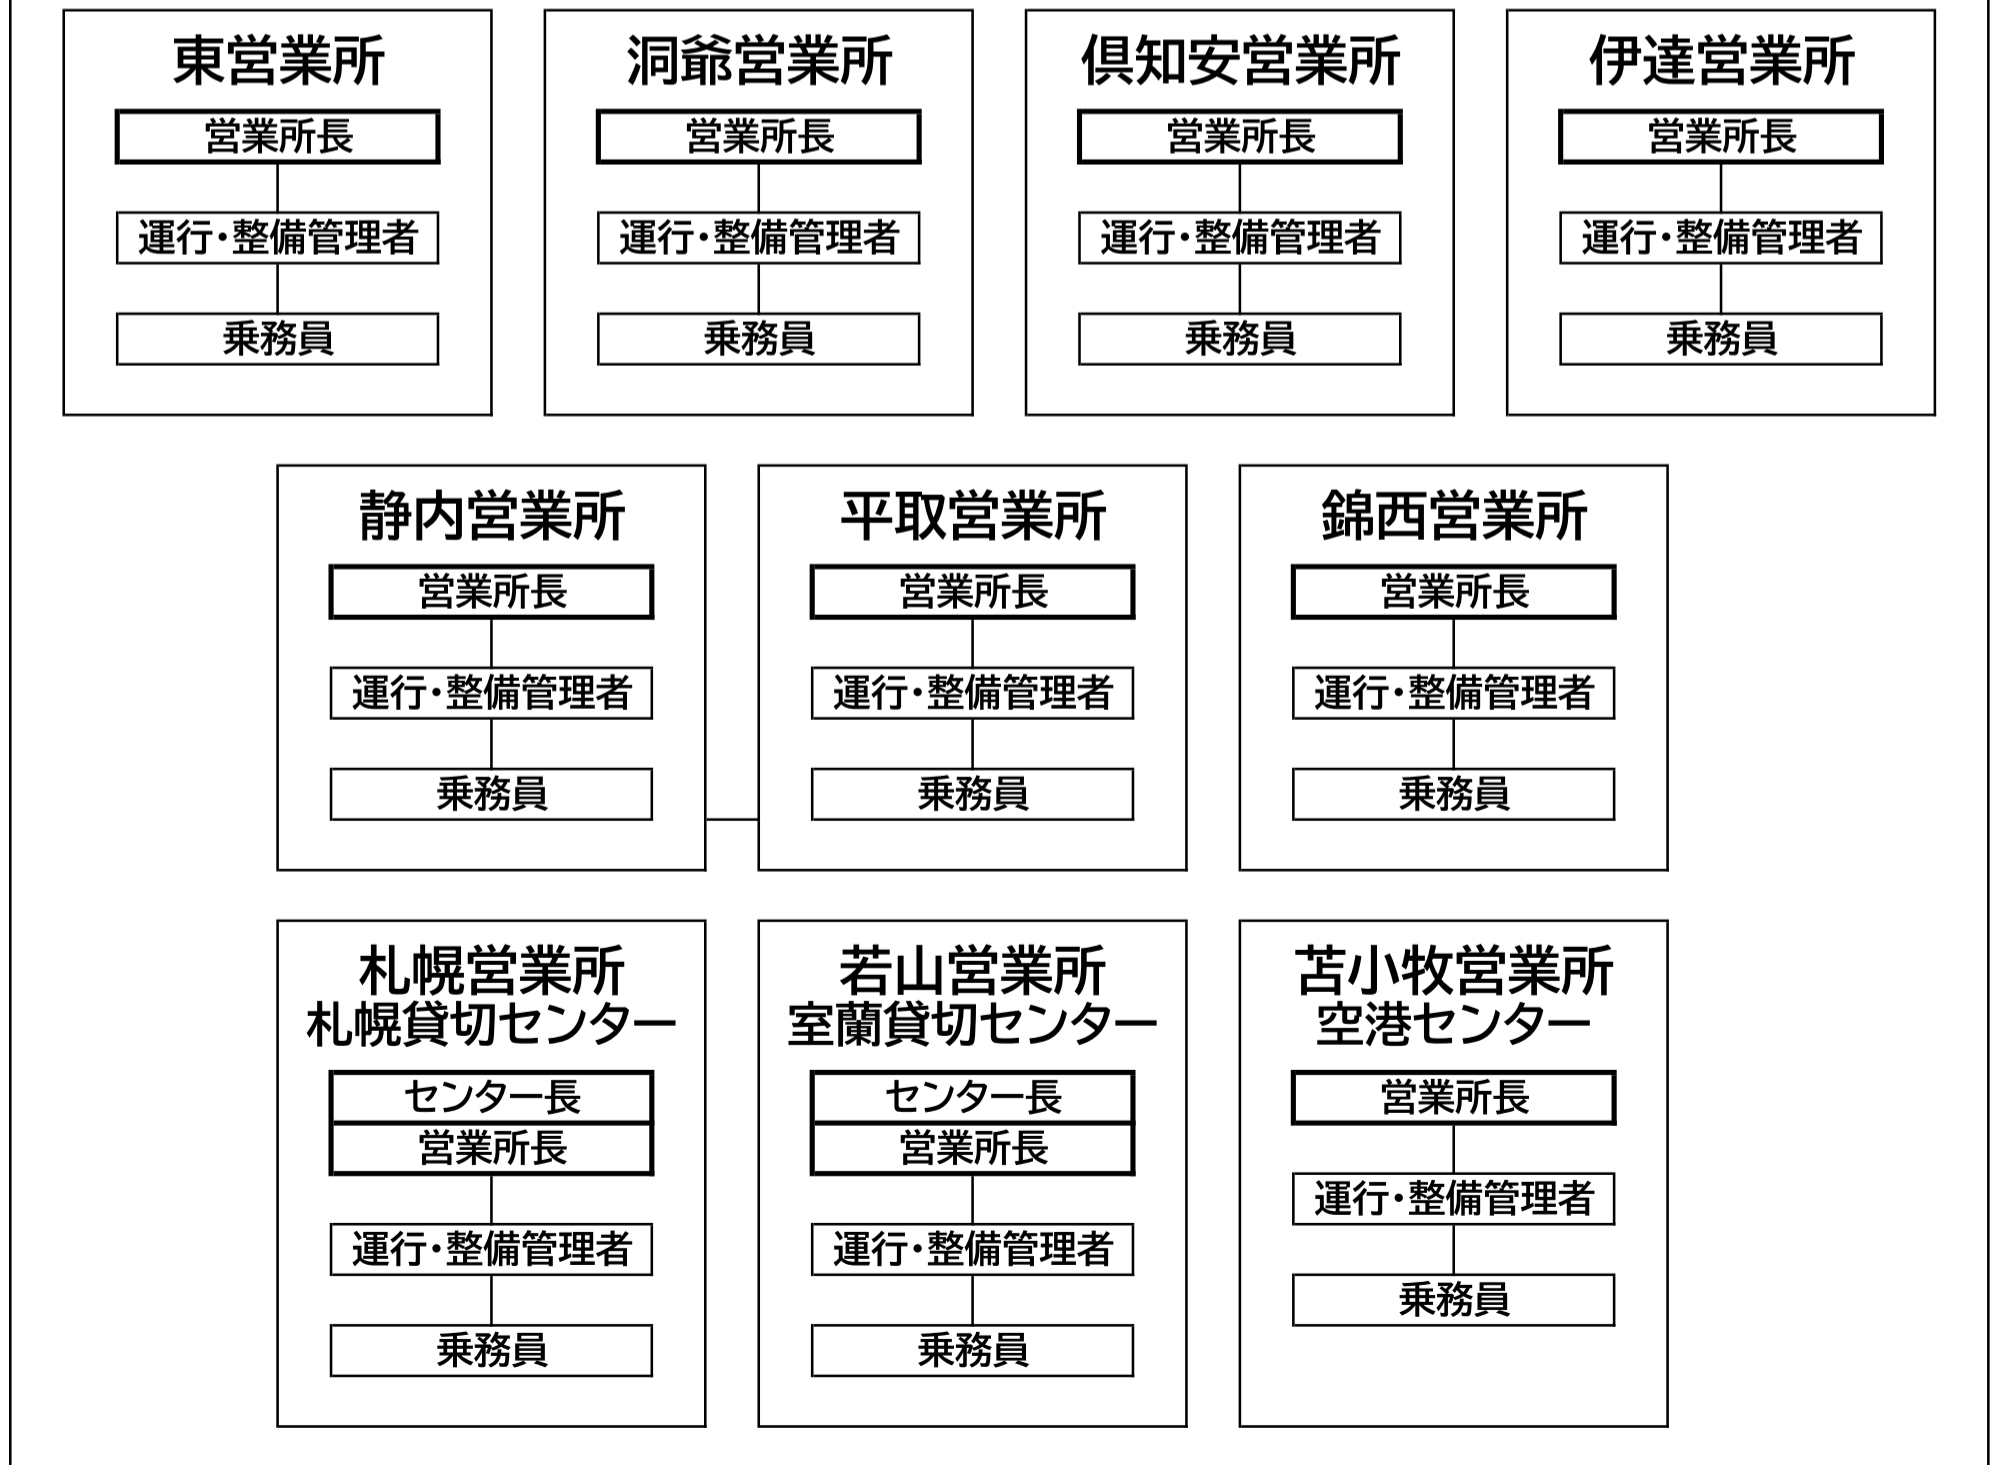 東営業所
営業所長
運行・整備管理者
乗務員
洞爺営業所
営業所長
運行・整備管理者
乗務員
倶知安営業所
営業所長
運行・整備管理者
乗務員
伊達営業所
営業所長
運行・整備管理者
乗務員
静内営業所
営業所長
運行・整備管理者
乗務員
平取営業所
営業所長
運行・整備管理者
乗務員
錦西営業所
営業所長
運行・整備管理者
乗務員
札幌営業所
札幌貸切センター
センター長
営業所長
運行・整備管理者
乗務員
若山営業所
室蘭貸切センター
センター長
営業所長
運行・整備管理者
乗務員
苫小牧営業所
空港センター
営業所長
運行・整備管理者
乗務員